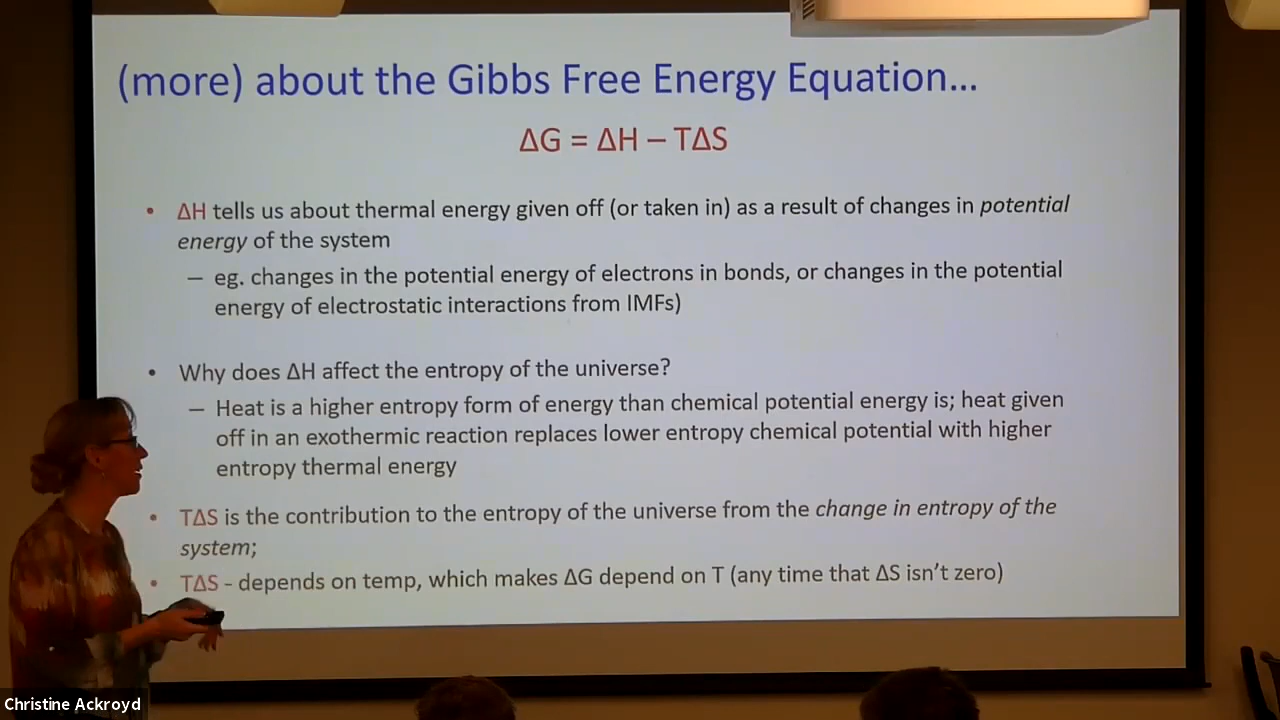 (more) about the Gibbs Free Energy Equation...
ΔG = ΔH – TΔS
• ΔH tells us about thermal energy given off (or taken in) as a result of changes in potential
energy of the system
– eg. changes in the potential energy of electrons in bonds, or changes in the potential
energy of electrostatic interactions from IMFs)
• Why does ΔH affect the entropy of the universe?
– Heat is a higher entropy form of energy than chemical potential energy is; heat given
off in an exothermic reaction replaces lower entropy chemical potential with higher
entropy thermal energy
• TΔS is the contribution to the entropy of the universe from the change in entropy of the
system;
• TΔS - depends on temp, which makes ΔG depend on T (any time that ΔS isn't zero)
Christine Ackroyd